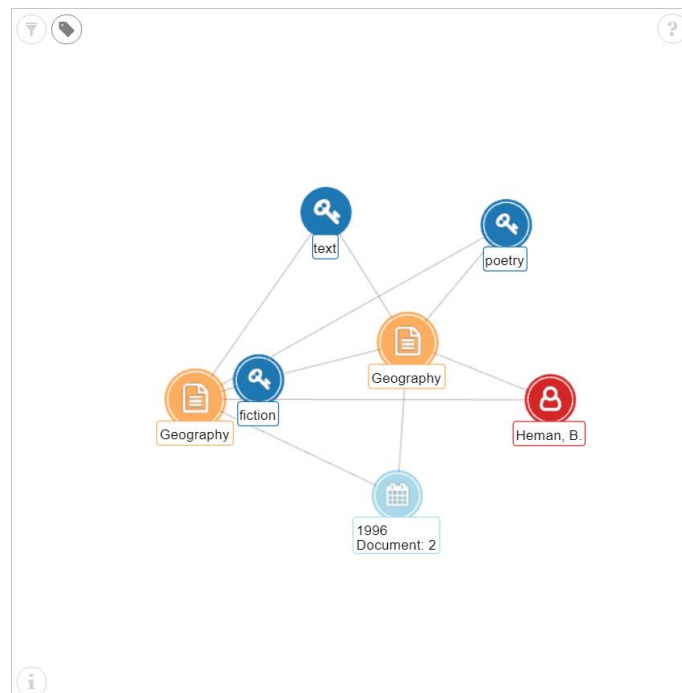 ?
text
poetry
Geography
fiction
Geography
Heman, B.
1996
Document: 2
i